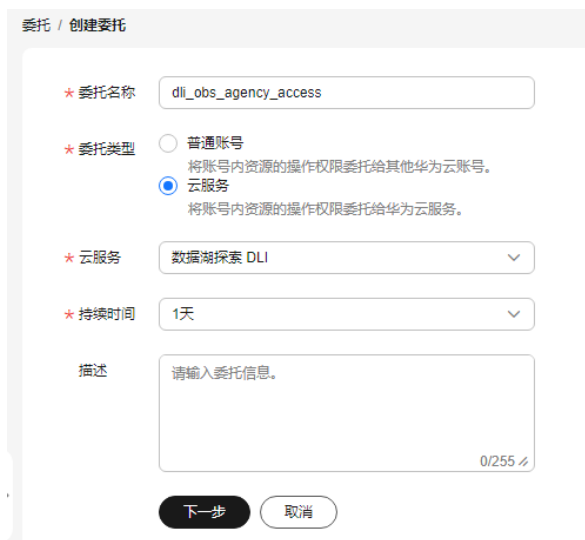 委托 / 创建委托
* 委托名称 dli_obs_agency_access
* 委托类型 普通账号
将账号内资源的操作权限委托给其他华为云账号。
云服务
将账号内资源的操作权限委托给华为云服务。
* 云服务 数据湖探索 DLI
* 持续时间 1天
描述 请输入委托信息。
0/255
下一步 取消